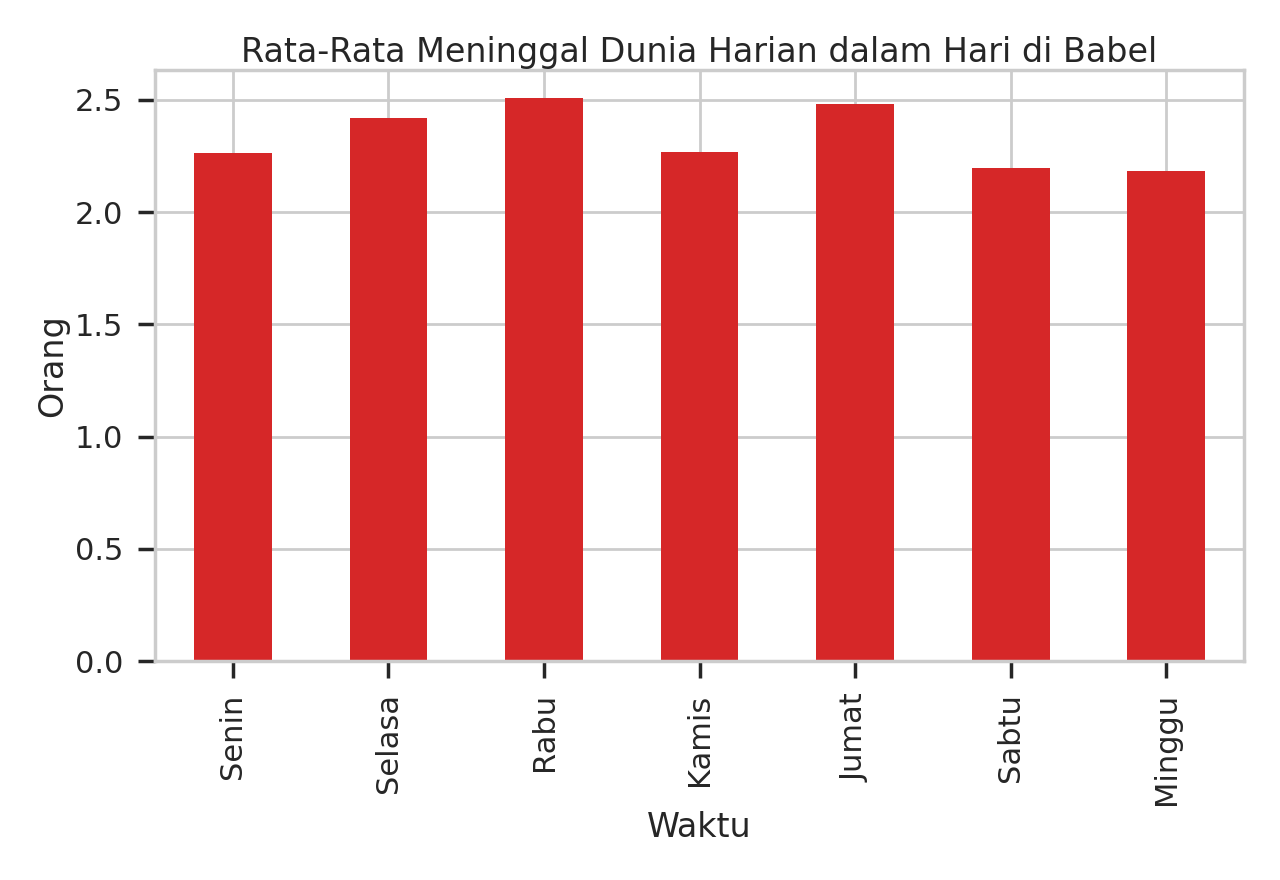 Rata-Rata Meninggal Dunia Harian dalam Hari di Babel
Orang
2.5
2.0
1.5
1.0
0.5
0.0
Senin
Selasa
Rabu
Kamis
Jumat
Sabtu
Minggu
Waktu